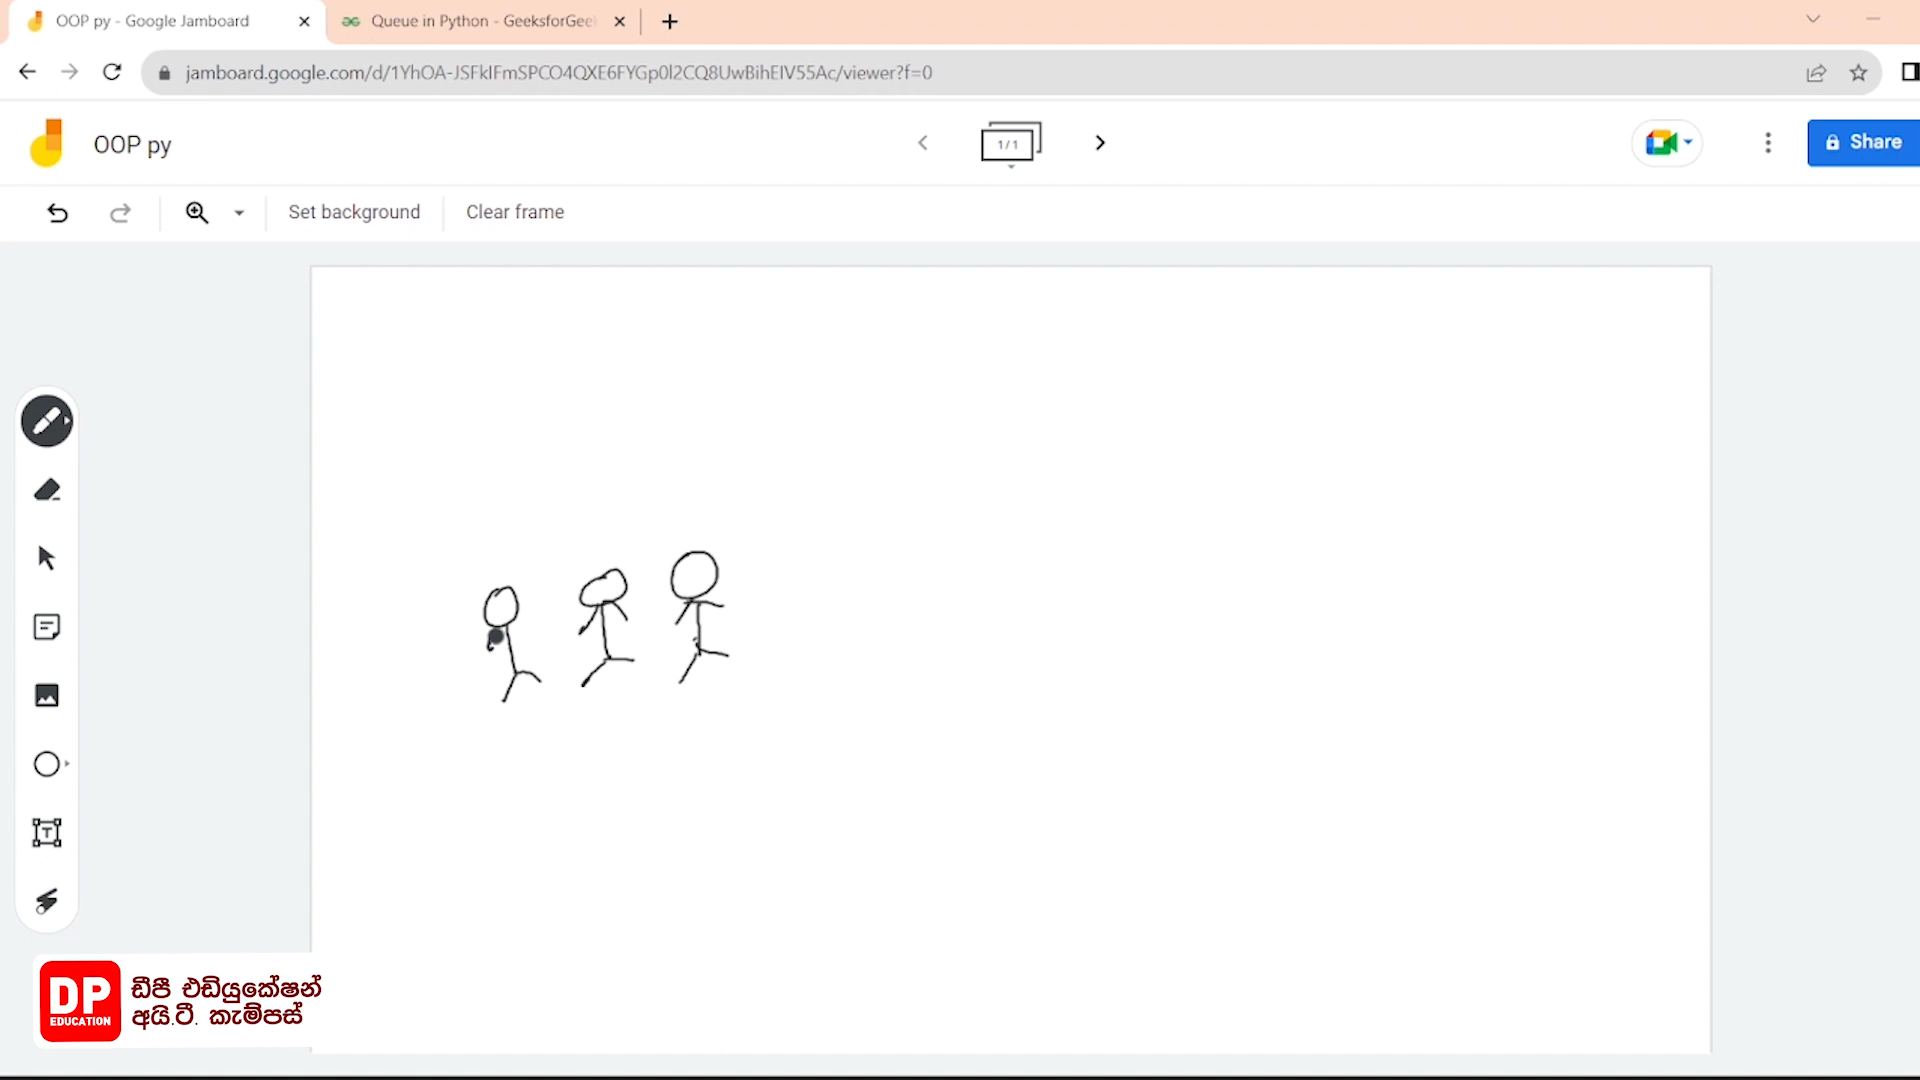 OOP py - Google Jamboard
Queue in Python - GeeksforGeek
jamboard.google.com/d/1YhOA-JSFkIFmSPCO4QXE6FYGp0l2CQ8UwBihEIV55Ac/viewer?f=0
OOP py
1/1
Share
Set background
Clear frame
DP
EDUCATION
ඩීපී එඩියුකේෂන්
අයි.ටී. කැම්පස්